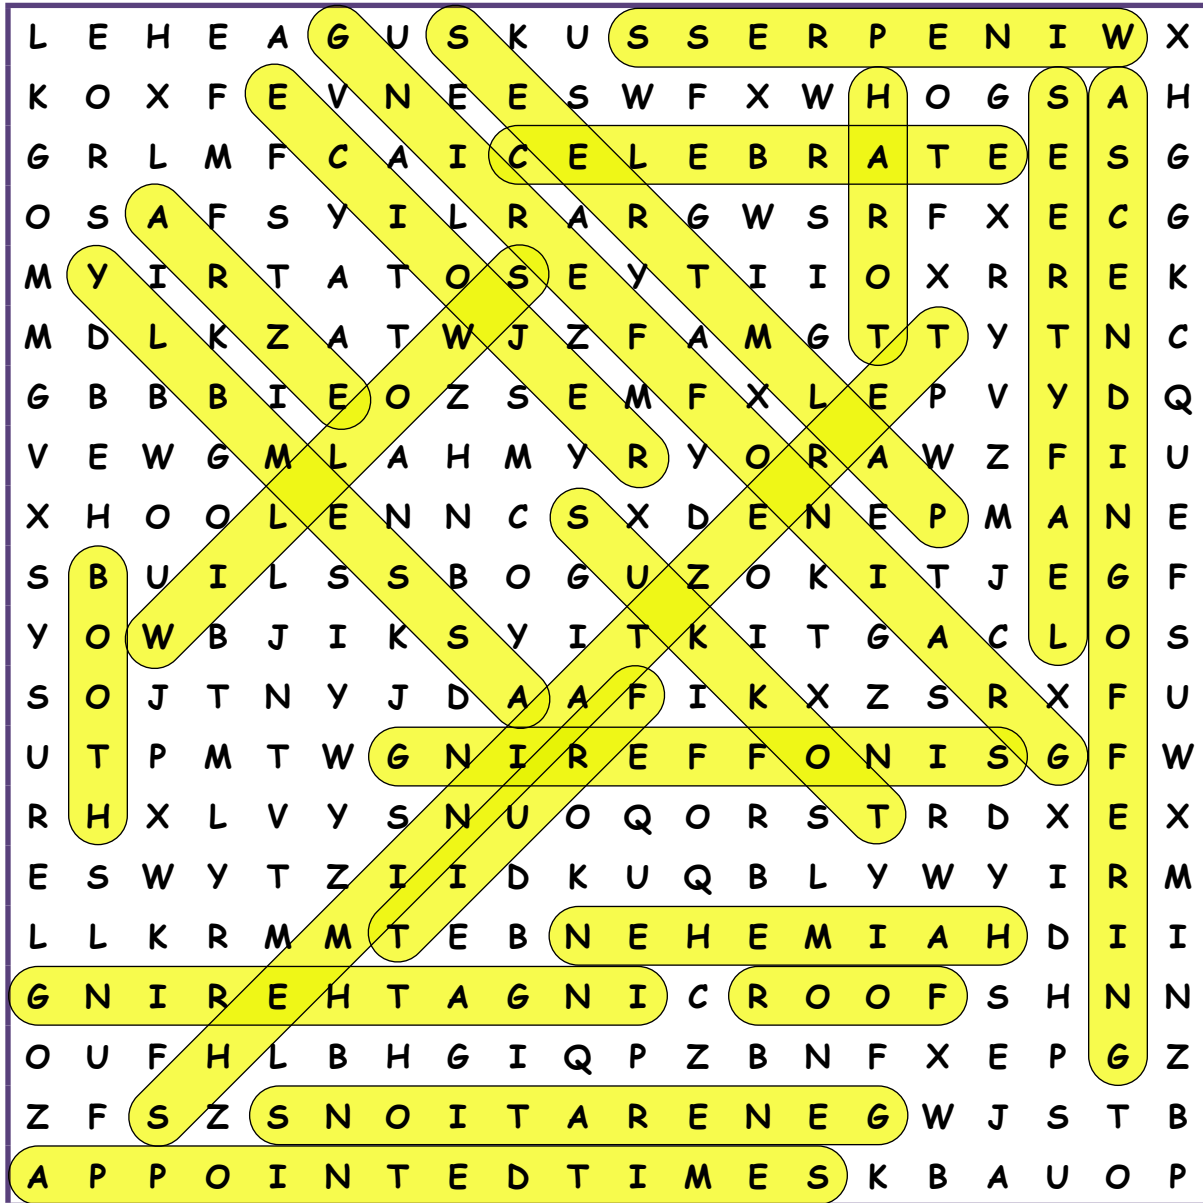 L E H E A G U S K U S S E R P E N I W X
K O X F E V N E E S W F X W H O G S A H
G R L M F C A I C E L E B R A T E E S G
O S A F S Y I L R A R G W S R F X E C G
M Y I R T A T O S E Y T I I O X R R E K
M D L K Z A T W J Z F A M G T T Y T N C
G B B B I E O Z S E M F X L E P V Y D Q
V E W G M L A H M Y R Y O R A W Z F I U
X H O O L E N N C S X D E N E P M A N E
S B U I L S S B O G U Z O K I T J E G F
Y O W B J I K S Y I T K I T G A C L O S
S O J T N Y J D A A F I K X Z S R X F U
U T P M T W G N I R E F F O N I S G F W
R H X L V Y S N U O Q O R S T R D X E X
E S W Y T Z I I D K U Q B L Y W Y I R M
L L K R M M T E B N E H E M I A H D I I
G N I R E H T A G N I C R O O F S H N N
O U F H L B H G I Q P Z B N F X E P G Z
Z F S Z S N O I T A R E N E G W J S T B
A P P O I N T E D T I M E S K B A U O P